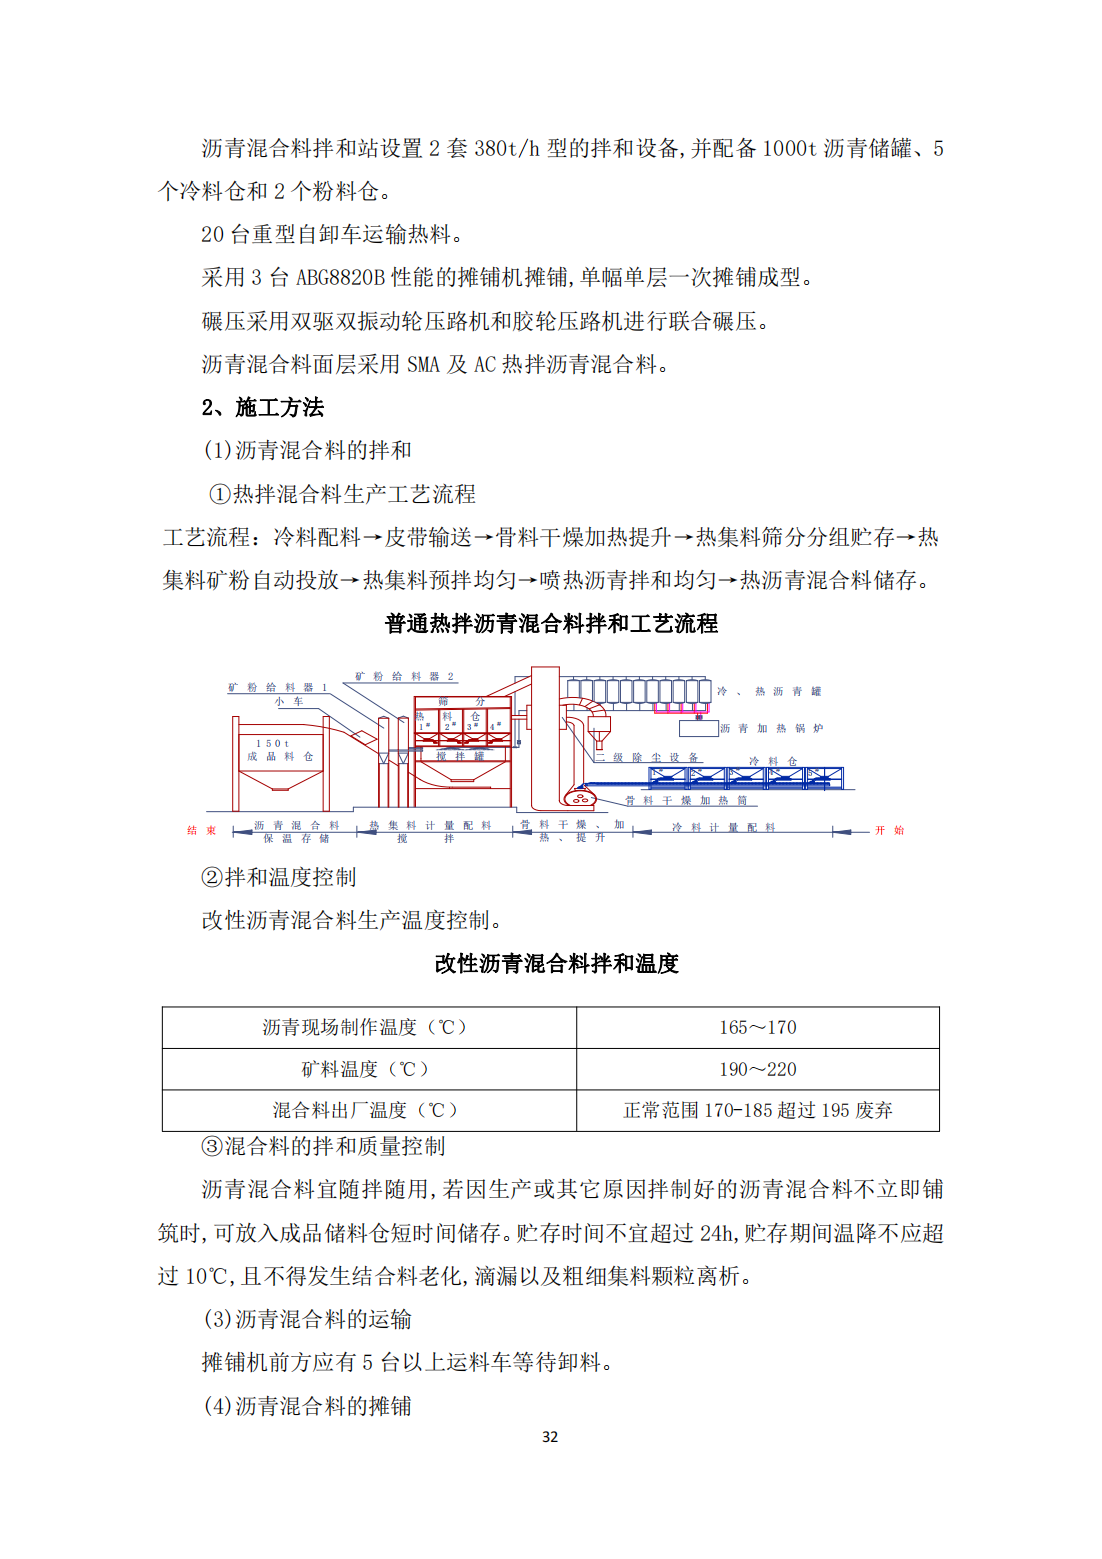 沥青混合料拌和站设置 2 套 380t/h 型的拌和设备,并配备 1000t 沥青储罐、5
个冷料仓和 2 个粉料仓。
20 台重型自卸车运输热料。
采用 3 台 ABG8820B 性能的摊铺机摊铺,单幅单层一次摊铺成型。
碾压采用双驱双振动轮压路机和胶轮压路机进行联合碾压。
沥青混合料面层采用 SMA 及 AC 热拌沥青混合料。
2、施工方法
(1)沥青混合料的拌和
①热拌混合料生产工艺流程
工艺流程：冷料配料→皮带输送→骨料干燥加热提升→热集料筛分分组贮存→热
集料矿粉自动投放→热集料预拌均匀→喷热沥青拌和均匀→热沥青混合料储存。
普通热拌沥青混合料拌和工艺流程
矿粉给料器2
矿粉给料器1
小车
筛 分
热 料 仓
1# 2# 3# 4#
搅拌罐
150t
成品料仓
冷、热沥青罐
沥青加热锅炉
二级除尘设备
冷料仓
1# 2# 3# 4# 5#
骨料干燥加热筒
结束
沥青混合料
保温存储
热集料计量配料
搅 拌
骨料干燥、加
热、提升
冷料计量配料
开始
②拌和温度控制
改性沥青混合料生产温度控制。
改性沥青混合料拌和温度
沥青现场制作温度（℃） 165～170
矿料温度（℃） 190～220
混合料出厂温度（℃） 正常范围 170-185 超过 195 废弃
③混合料的拌和质量控制
沥青混合料宜随拌随用,若因生产或其它原因拌制好的沥青混合料不立即铺
筑时,可放入成品储料仓短时间储存。贮存时间不宜超过 24h,贮存期间温降不应超
过 10℃,且不得发生结合料老化,滴漏以及粗细集料颗粒离析。
(3)沥青混合料的运输
摊铺机前方应有 5 台以上运料车等待卸料。
(4)沥青混合料的摊铺
32